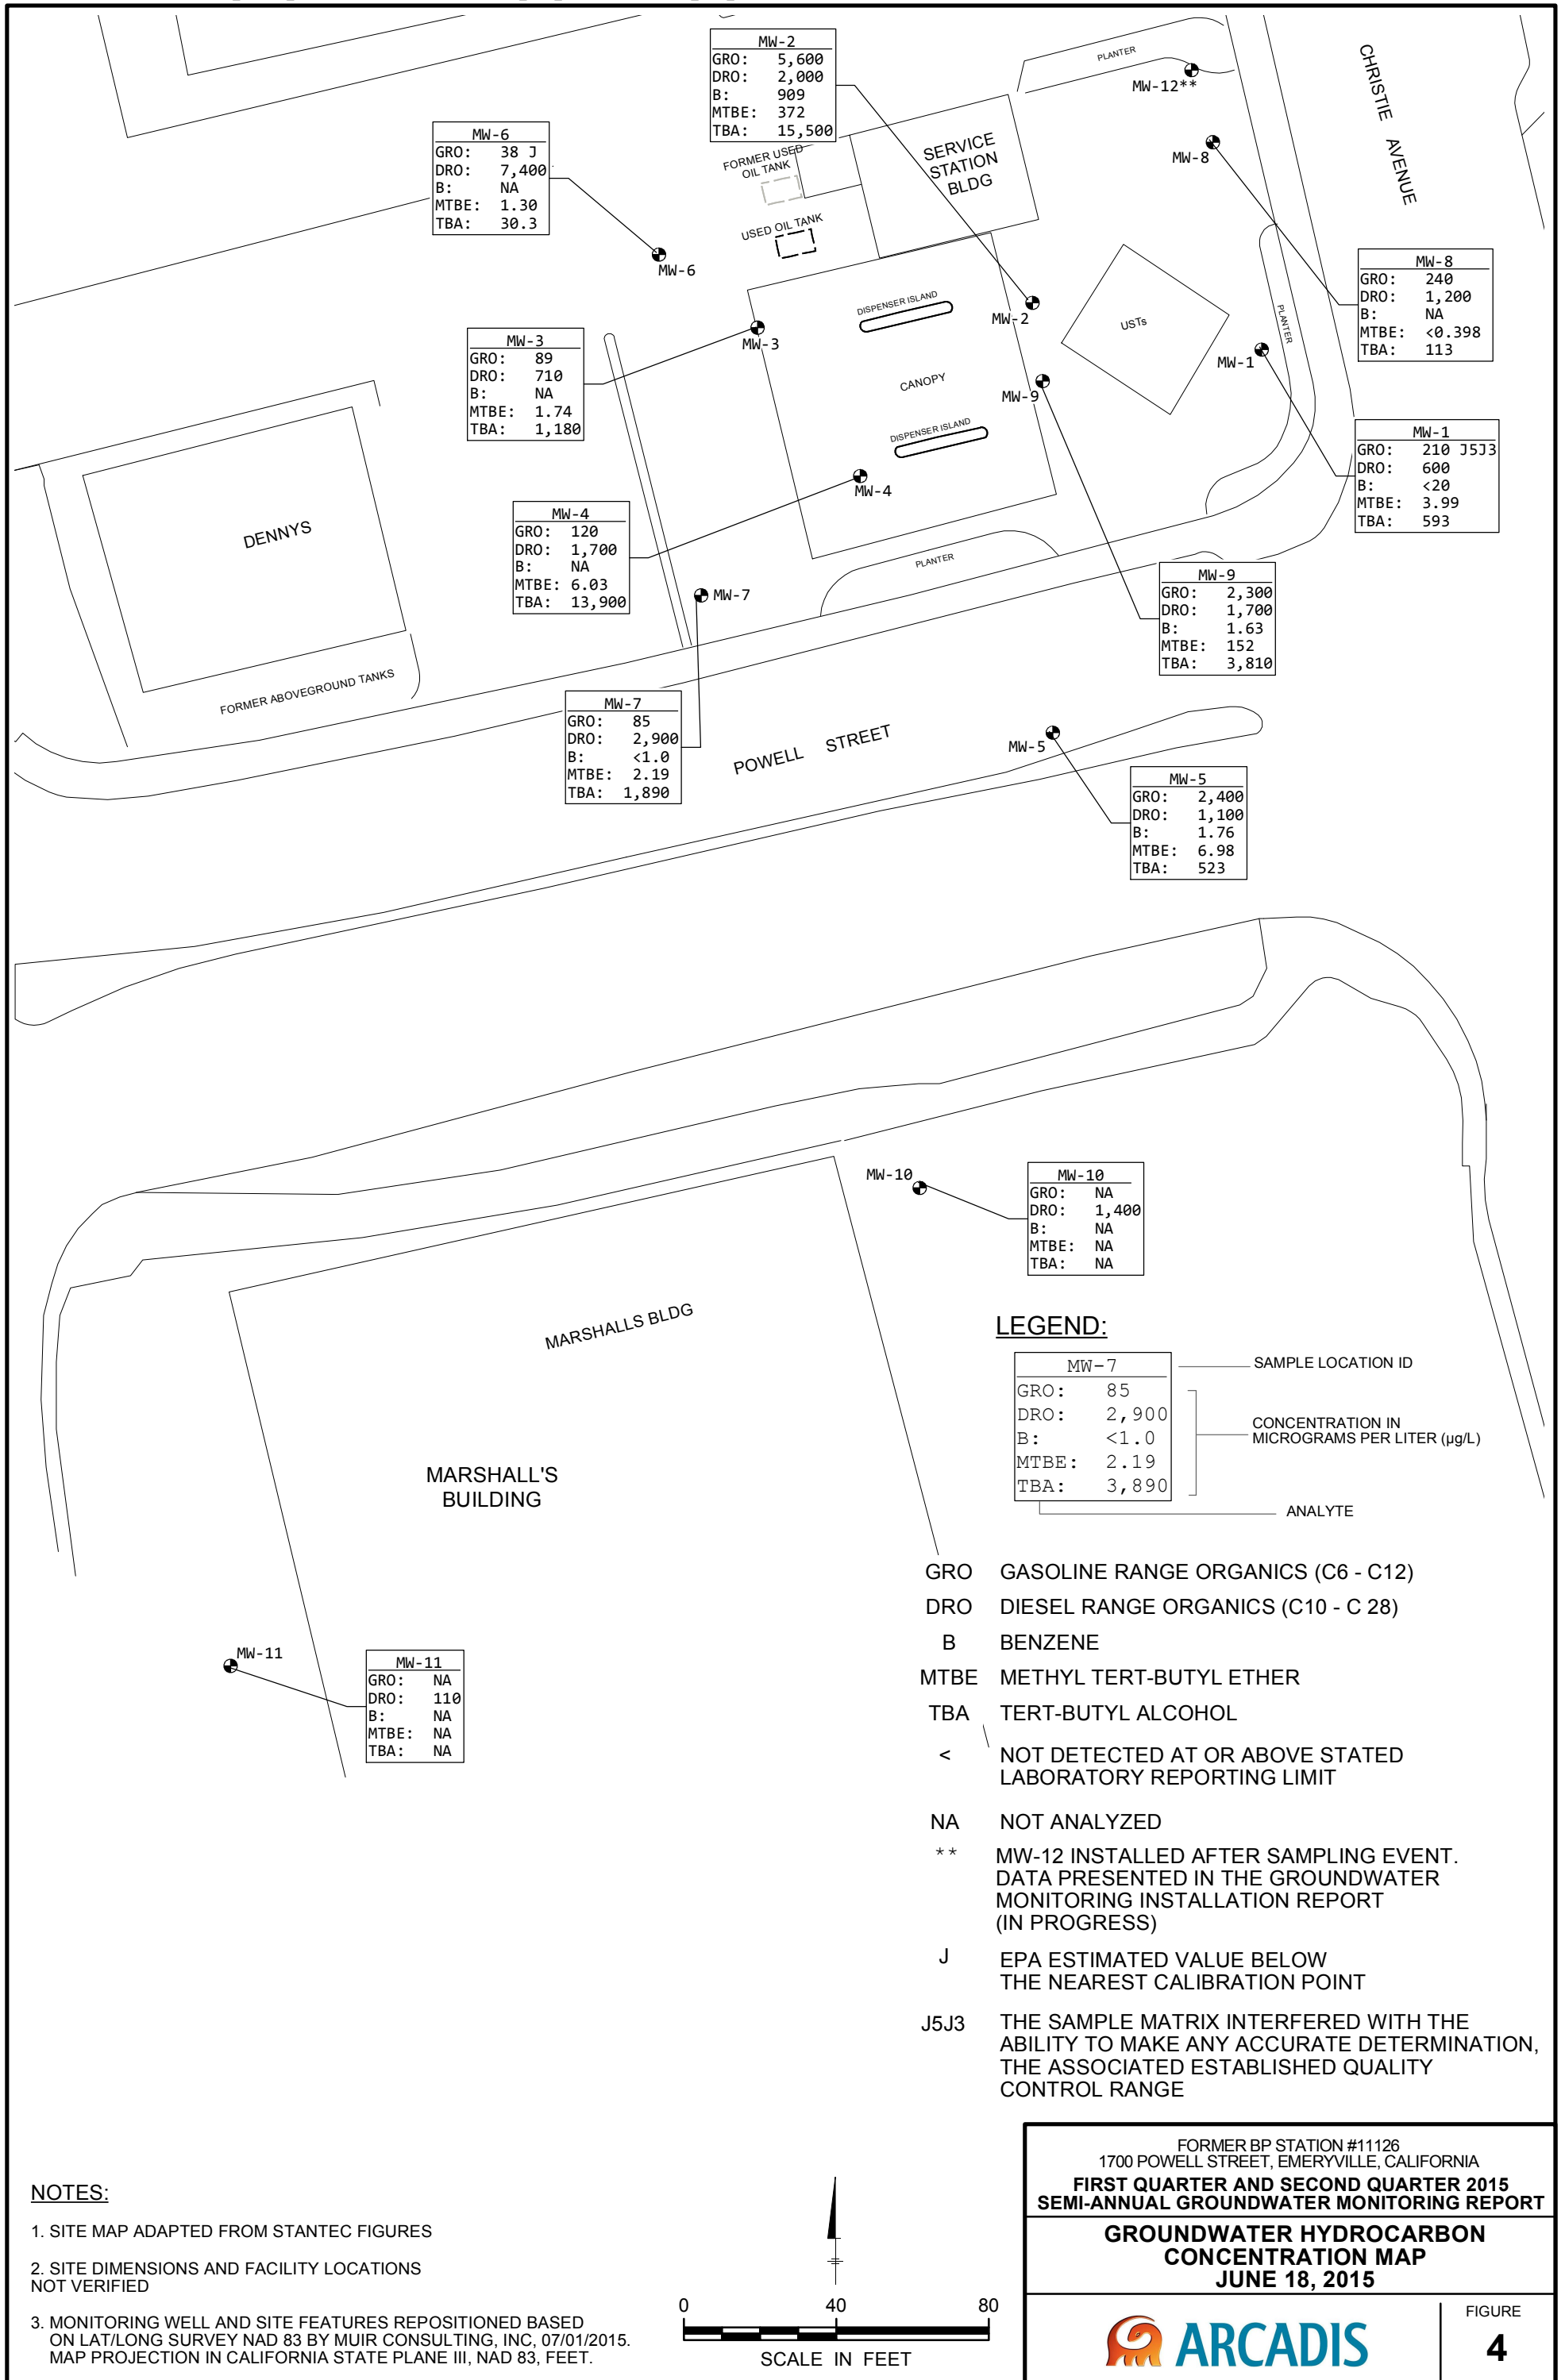 MW-2
GRO: 5,600
DRO: 2,000
B: 909
MTBE: 372
TBA: 15,500
PLANTER
MW-12**
CHRISTIE AVENUE
MW-6
GRO: 38 J
DRO: 7,400
B: NA
MTBE: 1.30
TBA: 30.3
FORMER USED
OIL TANK
SERVICE
STATION
BLDG
MW-8
USED OIL TANK
MW-6
MW-8
GRO: 240
DRO: 1,200
B: NA
MTBE: <0.398
TBA: 113
DISPENSER ISLAND
MW-2
USTs
PLANTER
MW-3
GRO: 89
DRO: 710
B: NA
MTBE: 1.74
TBA: 1,180
MW-3
MW-1
CANOPY
MW-9
DISPENSER ISLAND
MW-1
GRO: 210 J5J3
DRO: 600
B: <20
MTBE: 3.99
TBA: 593
MW-4
MW-4
GRO: 120
DRO: 1,700
B: NA
MTBE: 6.03
TBA: 13,900
DENNYS
PLANTER
MW-7
MW-9
GRO: 2,300
DRO: 1,700
B: 1.63
MTBE: 152
TBA: 3,810
FORMER ABOVEGROUND TANKS
MW-7
GRO: 85
DRO: 2,900
B: <1.0
MTBE: 2.19
TBA: 1,890
POWELL STREET
MW-5
MW-5
GRO: 2,400
DRO: 1,100
B: 1.76
MTBE: 6.98
TBA: 523
MW-10
MW-10
GRO: NA
DRO: 1,400
B: NA
MTBE: NA
TBA: NA
MARSHALLS BLDG
MARSHALL'S
BUILDING
MW-11
MW-11
GRO: NA
DRO: 110
B: NA
MTBE: NA
TBA: NA
LEGEND:
MW-7
GRO: 85
DRO: 2,900
B: <1.0
MTBE: 2.19
TBA: 3,890
SAMPLE LOCATION ID
CONCENTRATION IN
MICROGRAMS PER LITER (µg/L)
ANALYTE
GRO GASOLINE RANGE ORGANICS (C6 - C12)
DRO DIESEL RANGE ORGANICS (C10 - C 28)
B BENZENE
MTBE METHYL TERT-BUTYL ETHER
TBA TERT-BUTYL ALCOHOL
< NOT DETECTED AT OR ABOVE STATED
LABORATORY REPORTING LIMIT
NA NOT ANALYZED
** MW-12 INSTALLED AFTER SAMPLING EVENT.
DATA PRESENTED IN THE GROUNDWATER
MONITORING INSTALLATION REPORT
(IN PROGRESS)
J EPA ESTIMATED VALUE BELOW
THE NEAREST CALIBRATION POINT
J5J3 THE SAMPLE MATRIX INTERFERED WITH THE
ABILITY TO MAKE ANY ACCURATE DETERMINATION,
THE ASSOCIATED ESTABLISHED QUALITY
CONTROL RANGE
NOTES:
1. SITE MAP ADAPTED FROM STANTEC FIGURES
2. SITE DIMENSIONS AND FACILITY LOCATIONS
NOT VERIFIED
3. MONITORING WELL AND SITE FEATURES REPOSITIONED BASED
ON LAT/LONG SURVEY NAD 83 BY MUIR CONSULTING, INC, 07/01/2015.
MAP PROJECTION IN CALIFORNIA STATE PLANE III, NAD 83, FEET.
0 40 80
SCALE IN FEET
FORMER BP STATION #11126
1700 POWELL STREET, EMERYVILLE, CALIFORNIA
FIRST QUARTER AND SECOND QUARTER 2015
SEMI-ANNUAL GROUNDWATER MONITORING REPORT
GROUNDWATER HYDROCARBON
CONCENTRATION MAP
JUNE 18, 2015
ARCADIS
FIGURE
4